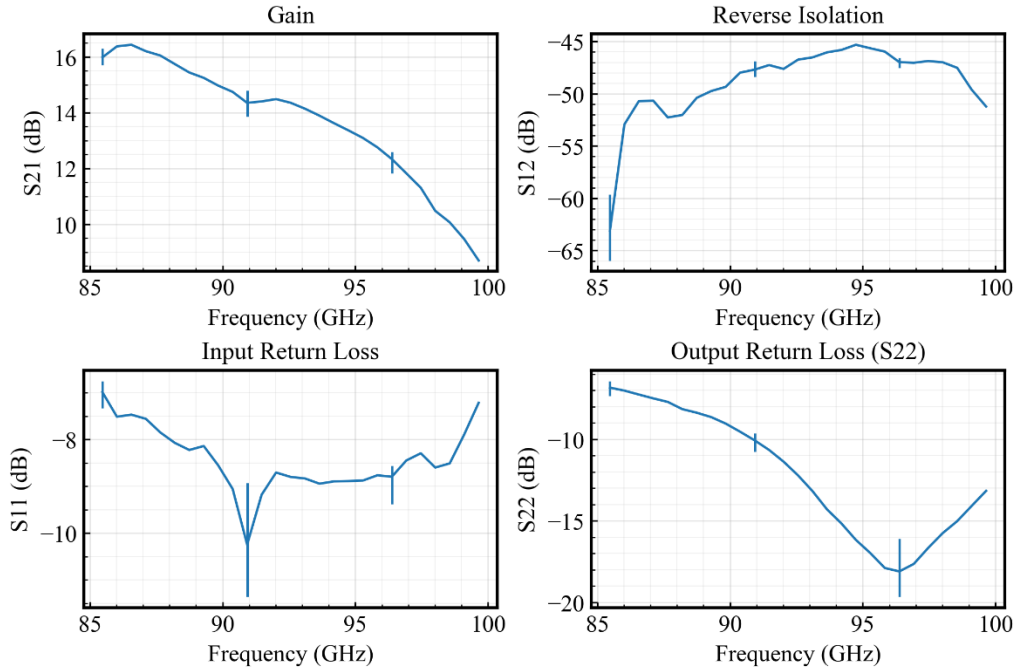 Gain
Reverse Isolation
16
14
12
10
S21 (dB)
85
90
95
100
Frequency (GHz)
−45
−50
−55
−60
−65
S12 (dB)
85
90
95
100
Frequency (GHz)
Input Return Loss
Output Return Loss (S22)
−8
−10
S11 (dB)
85
90
95
100
Frequency (GHz)
−10
−15
−20
S22 (dB)
85
90
95
100
Frequency (GHz)